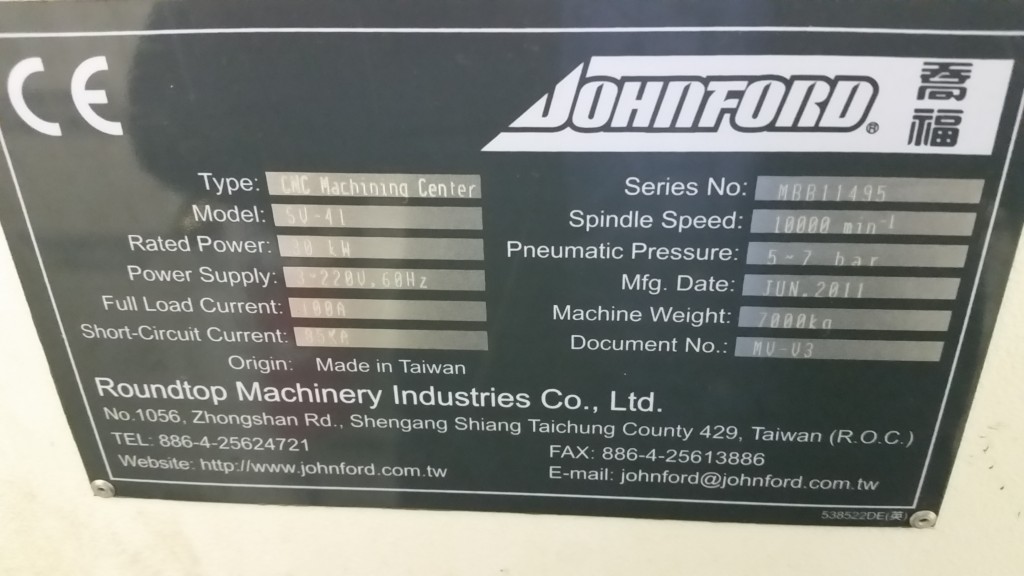 CE
JOHNFORD® 喬福
Type: CNC Machining Center
Model: SV-41
Rated Power: kW
Power Supply: 3~220V,60Hz
Full Load Current: 100A
Short-Circuit Current:
Origin: Made in Taiwan
Series No:
Spindle Speed: 10000 min⁻¹
Pneumatic Pressure: 5-7 bar
Mfg. Date: JUN.2011
Machine Weight: 7000kg
Document No.: MV-V3
Roundtop Machinery Industries Co., Ltd.
No.1056, Zhongshan Rd., Shengang Shiang Taichung County 429, Taiwan (R.O.C.)
TEL: 886-4-25624721
FAX: 886-4-25613886
Website: http://www.johnford.com.tw
E-mail: johnford@johnford.com.tw
538522DE(英)